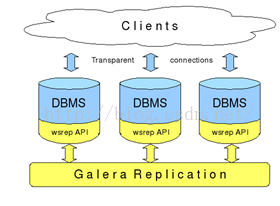 Clients
Transparent connections
DBMS DBMS DBMS
wsrep API wsrep API wsrep API
Galera Replication